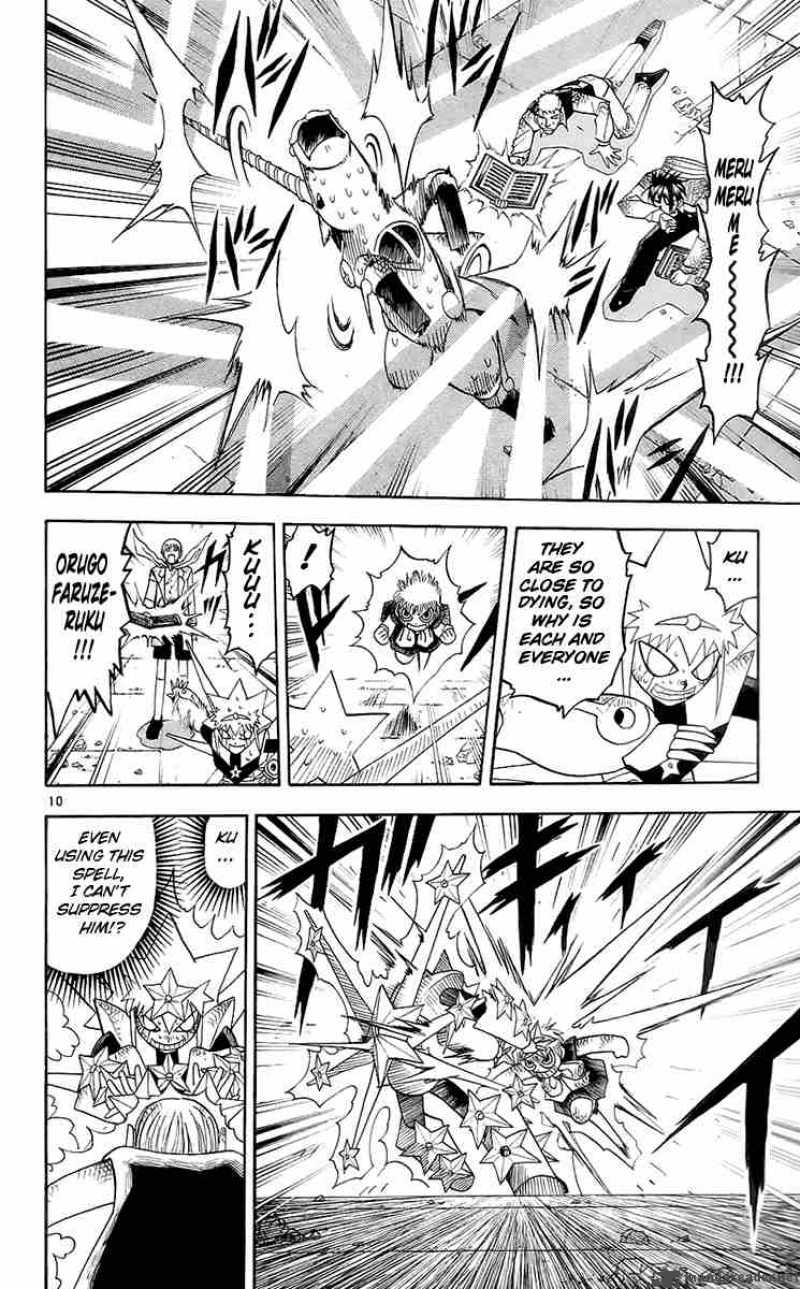 MERU
MERU
ME〜〜〜
!!!
KU
...
THEY
ARE SO
CLOSE TO
DYING, SO
WHY IS
EACH AND
EVERYONE
...
!
KUUU...
ORUGO
FARUZE-
RUKU
!!!
10
KU
...
EVEN
USING THIS
SPELL,
I CAN'T
SUPPRESS
HIM!?